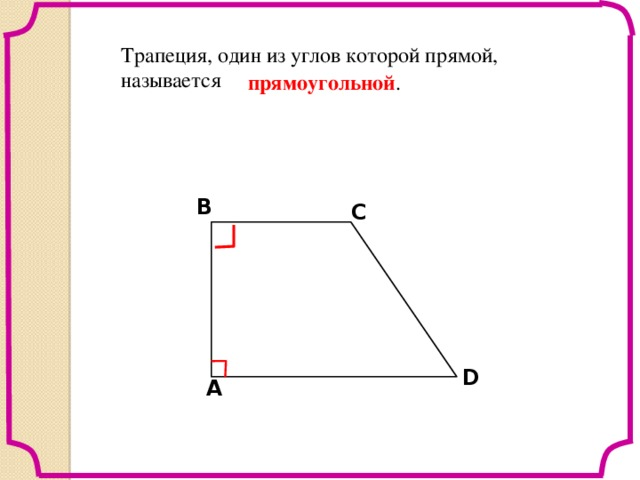 Трапеция, один из углов которой прямой,
называется прямоугольной.
B
C
A
D